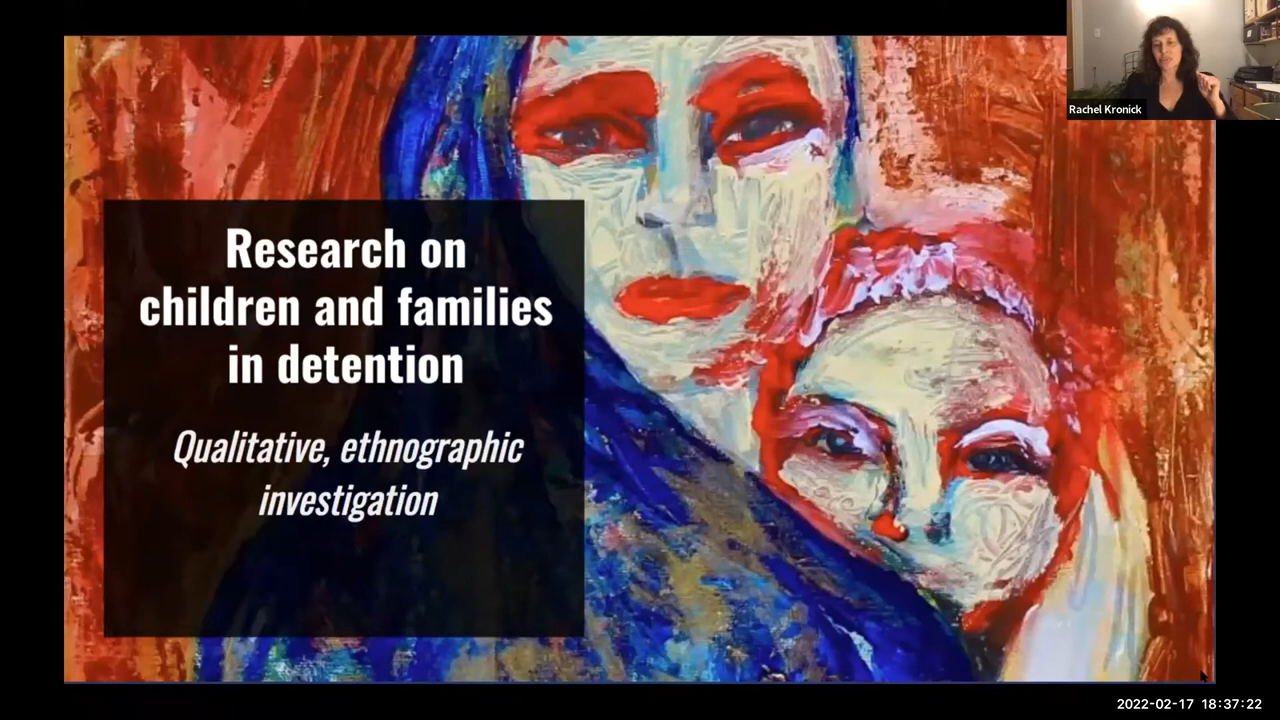 Rachel Kronick
Research on
children and families
in detention
Qualitative, ethnographic
investigation
2022-02-17 18:37:22